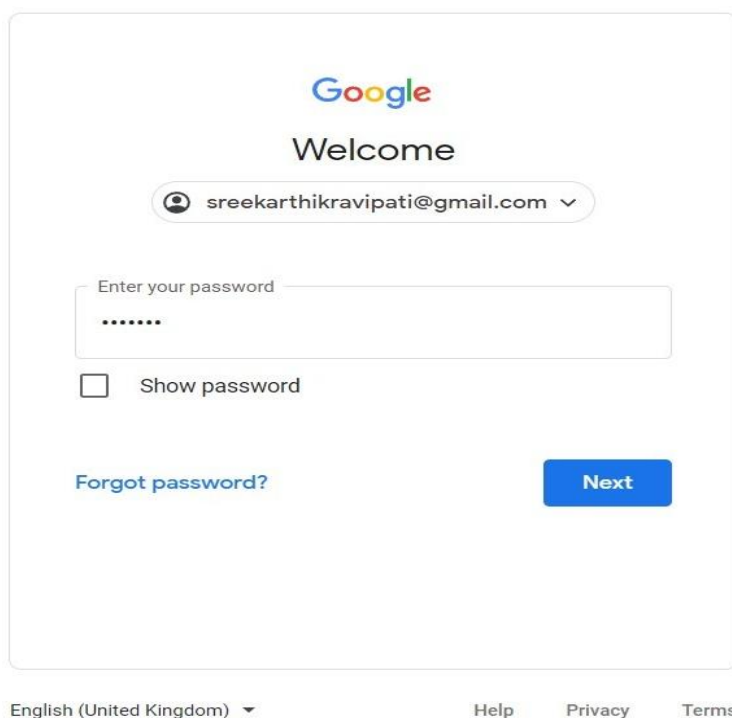 Google
Welcome
sreekarthikravipati@gmail.com
Enter your password
•••••••
Show password
Forgot password? Next
English (United Kingdom) Help Privacy Terms